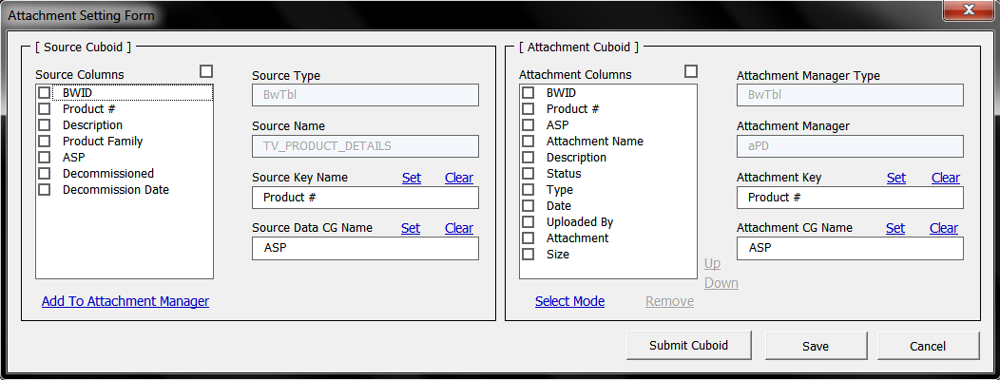 Attachment Setting Form
[ Source Cuboid ]
Source Columns
BWID
Product #
Description
Product Family
ASP
Decommissioned
Decommission Date
Add To Attachment Manager
Source Type
BwTbl
Source Name
TV_PRODUCT_DETAILS
Source Key Name Set Clear
Product #
Source Data CG Name Set Clear
ASP
[ Attachment Cuboid ]
Attachment Columns
BWID
Product #
ASP
Attachment Name
Description
Status
Type
Date
Uploaded By
Attachment
Size
Up
Down
Select Mode Remove
Attachment Manager Type
BwTbl
Attachment Manager
aPD
Attachment Key Set Clear
Product #
Attachment CG Name Set Clear
ASP
Submit Cuboid Save Cancel